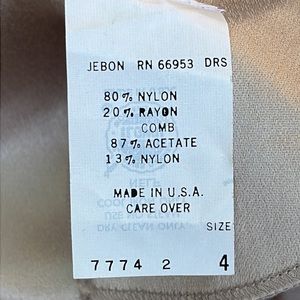 JEBON RN 66953 DRS
80% NYLON
20% RAYON
COMB
87% ACETATE
13% NYLON
MADE IN U.S.A.
CARE OVER
SIZE
7774 2 4